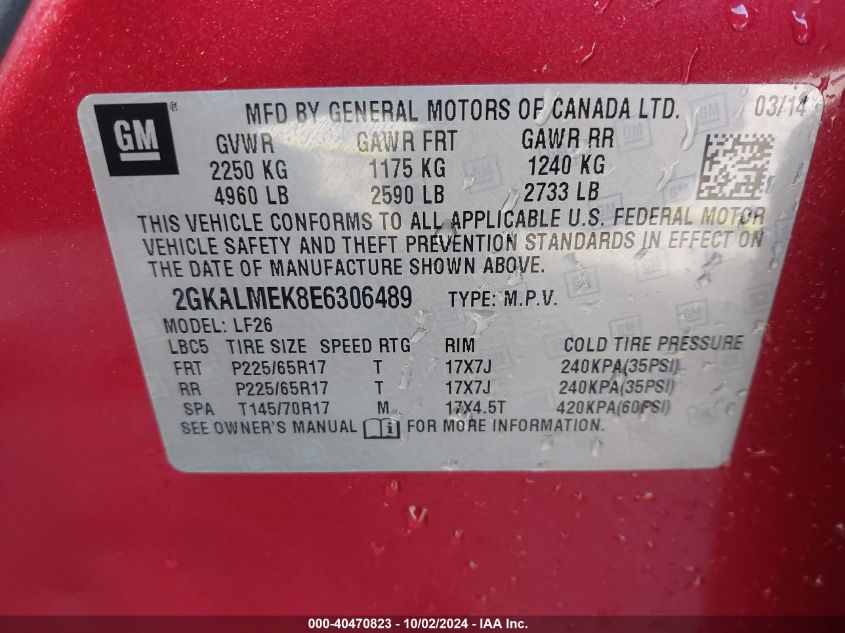 GM ® MFD BY GENERAL MOTORS OF CANADA LTD. 03/14
GVWR GAWR FRT GAWR RR
2250 KG 1175 KG 1240 KG
4960 LB 2590 LB 2733 LB
THIS VEHICLE CONFORMS TO ALL APPLICABLE U.S. FEDERAL MOTOR
VEHICLE SAFETY AND THEFT PREVENTION STANDARDS IN EFFECT ON
THE DATE OF MANUFACTURE SHOWN ABOVE.
2GKALMEK8E6306489 TYPE: M.P.V.
MODEL: LF26
LBC5 TIRE SIZE SPEED RTG RIM COLD TIRE PRESSURE
FRT P225/65R17 T 17X7J 240KPA(35PSI)
RR P225/65R17 T 17X7J 240KPA(35PSI)
SPA T145/70R17 M 17X4.5T 420KPA(60PSI)
SEE OWNER'S MANUAL FOR MORE INFORMATION.
000-40470823 - 10/02/2024 - IAA Inc.